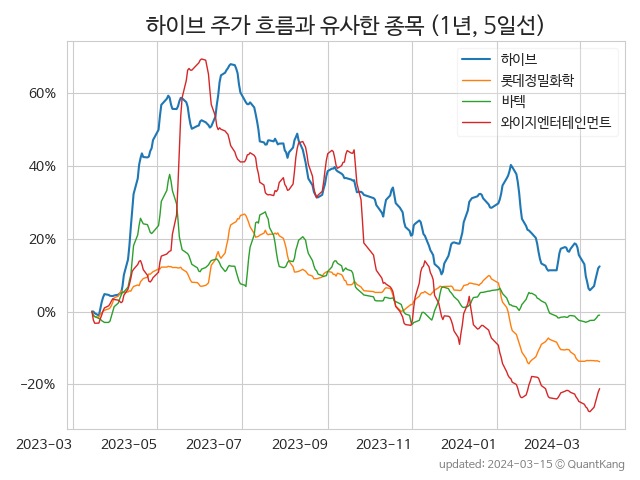 하이브 주가 흐름과 유사한 종목 (1년, 5일선)
하이브
롯데정밀화학
바텍
와이지엔터테인먼트
60%
40%
20%
0%
−20%
2023-03 2023-05 2023-07 2023-09 2023-11 2024-01 2024-03
updated: 2024-03-15 © QuantKang